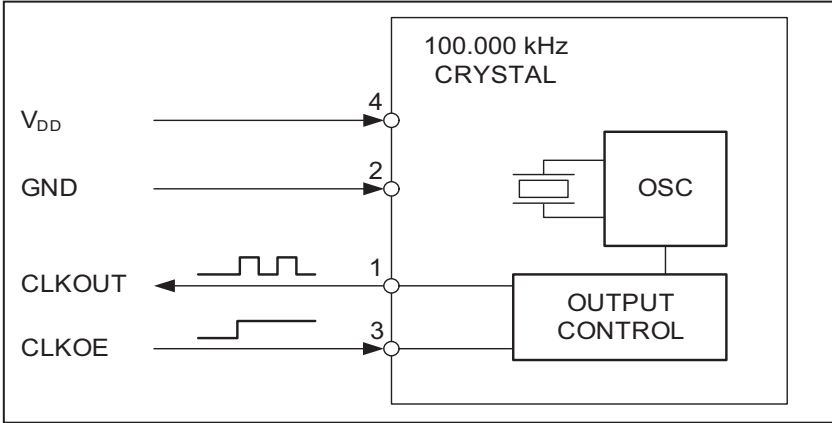 100.000 kHz
CRYSTAL
4
VDD
2
GND
OSC
1
CLKOUT
OUTPUT
CONTROL
3
CLKOE